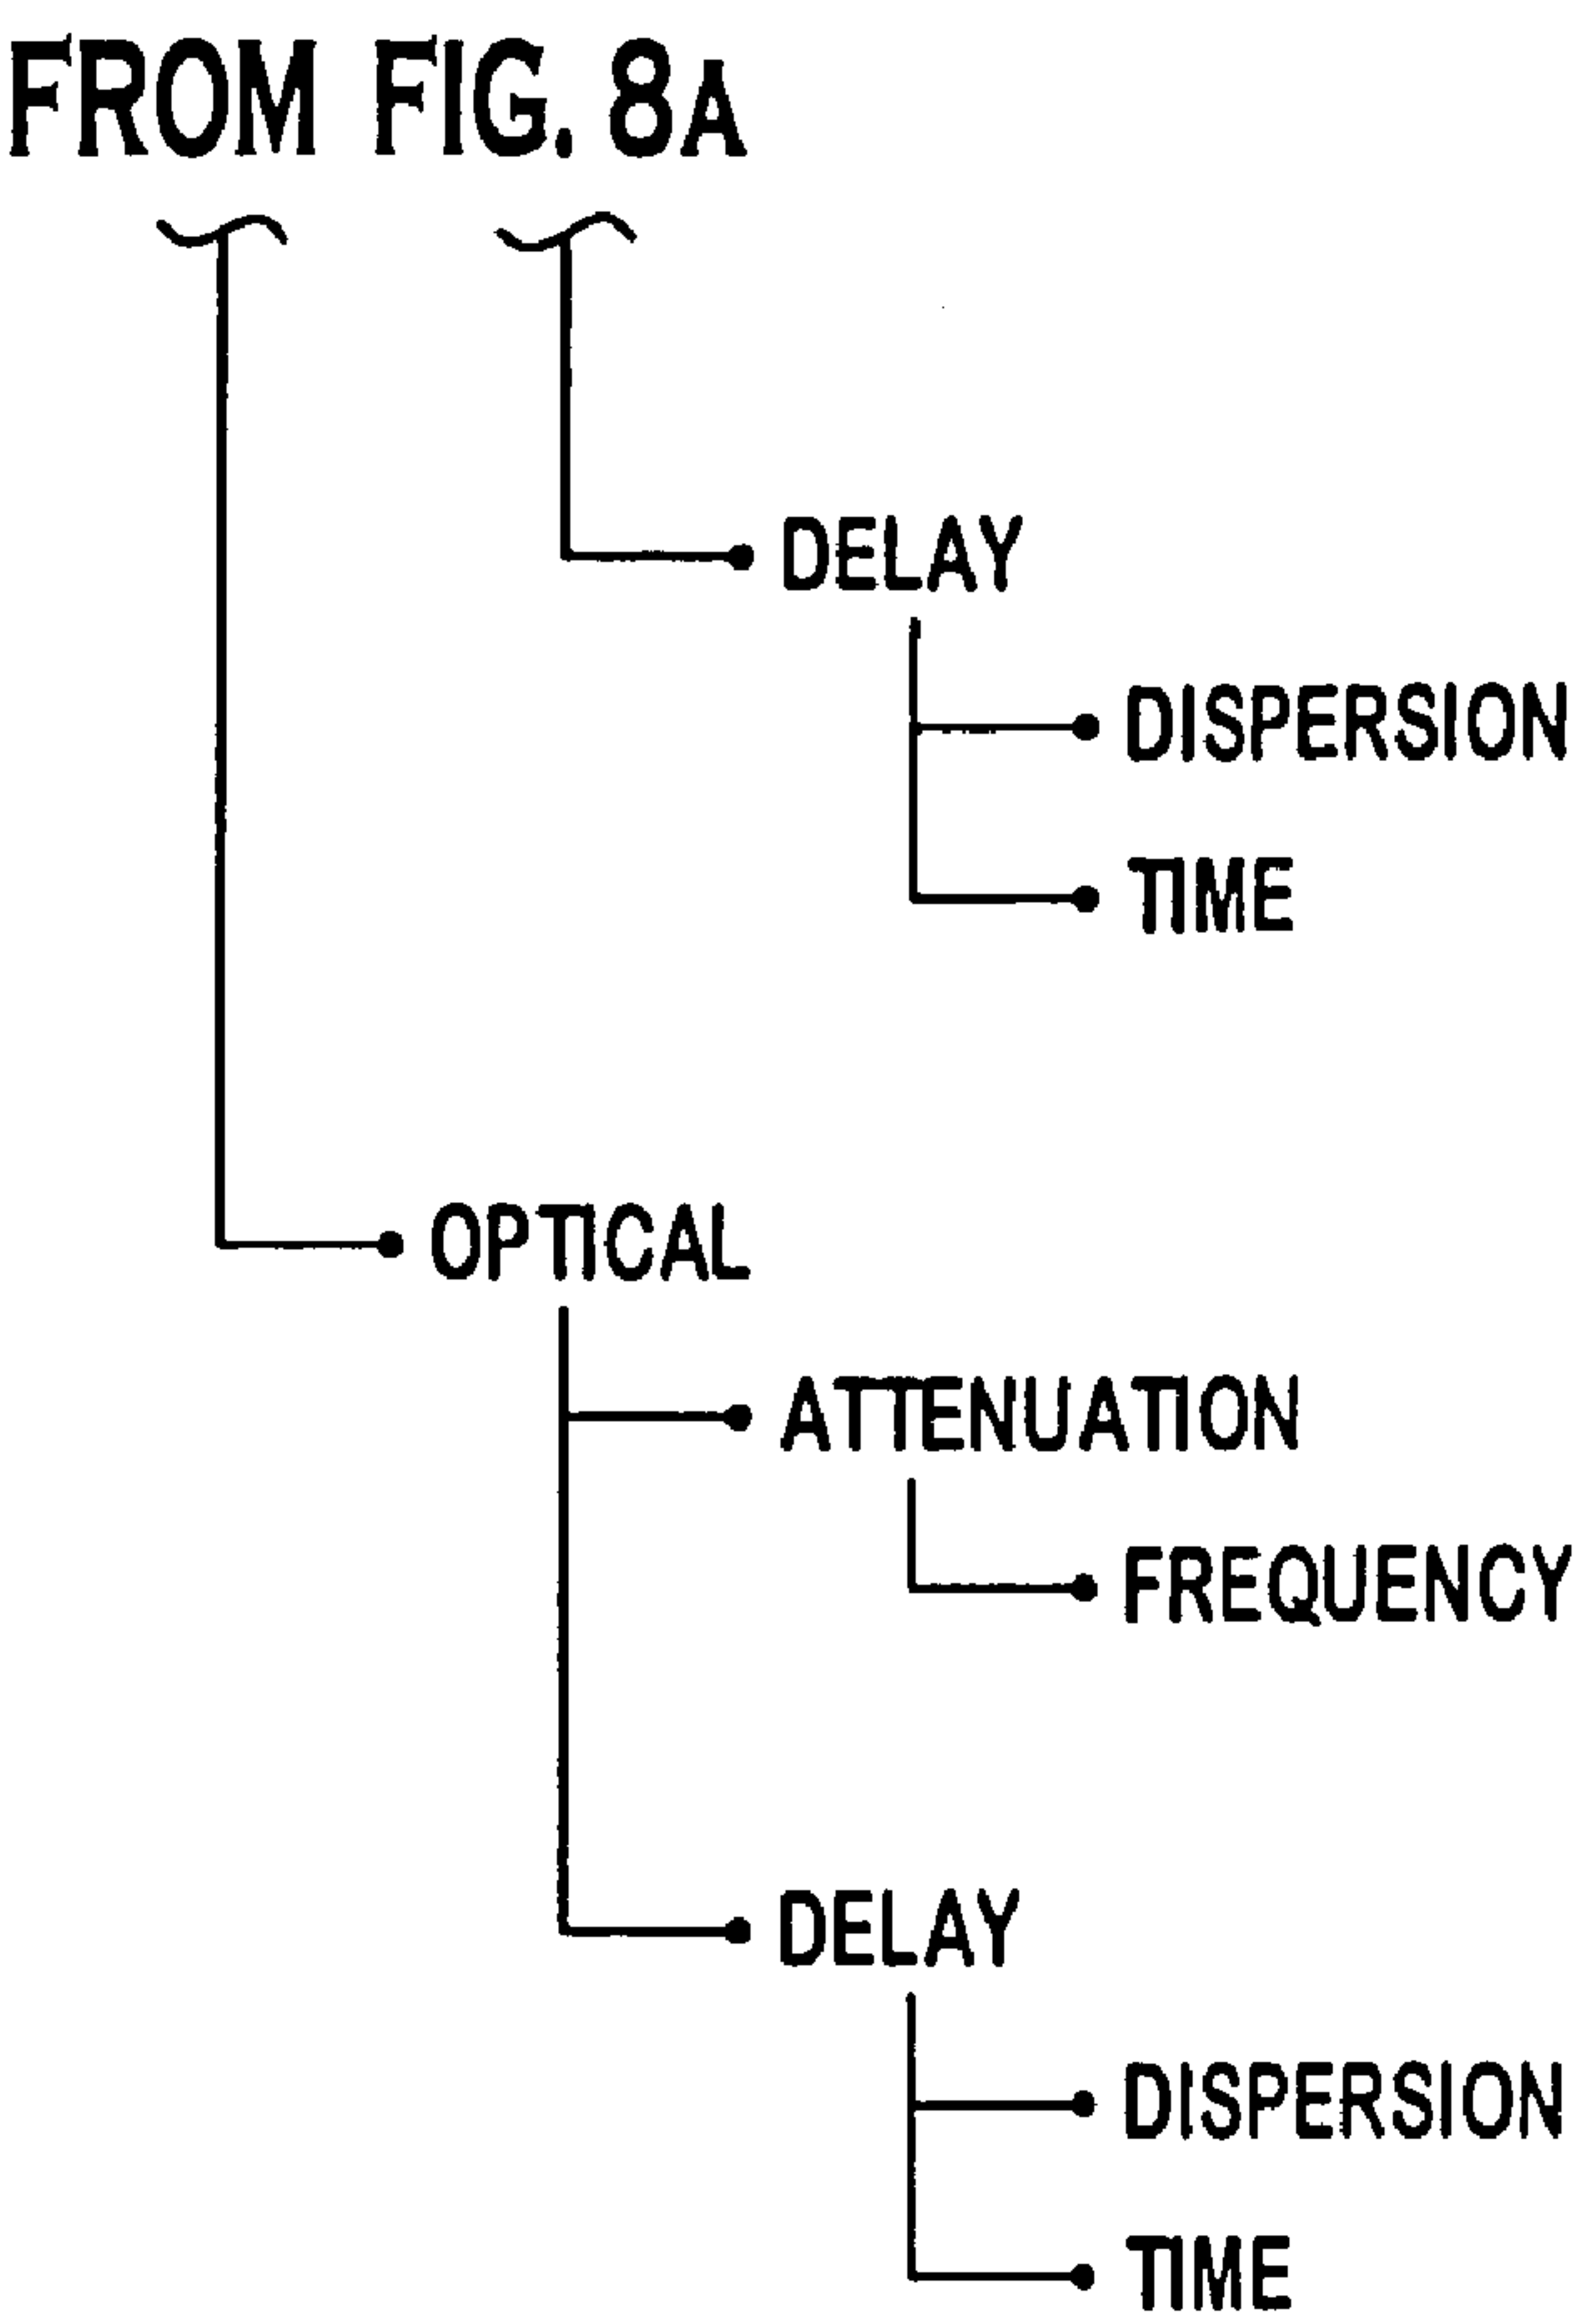 FROM FIG. 8A
DELAY
DISPERSION
TIME
OPTICAL
ATTENUATION
FREQUENCY
DELAY
DISPERSION
TIME